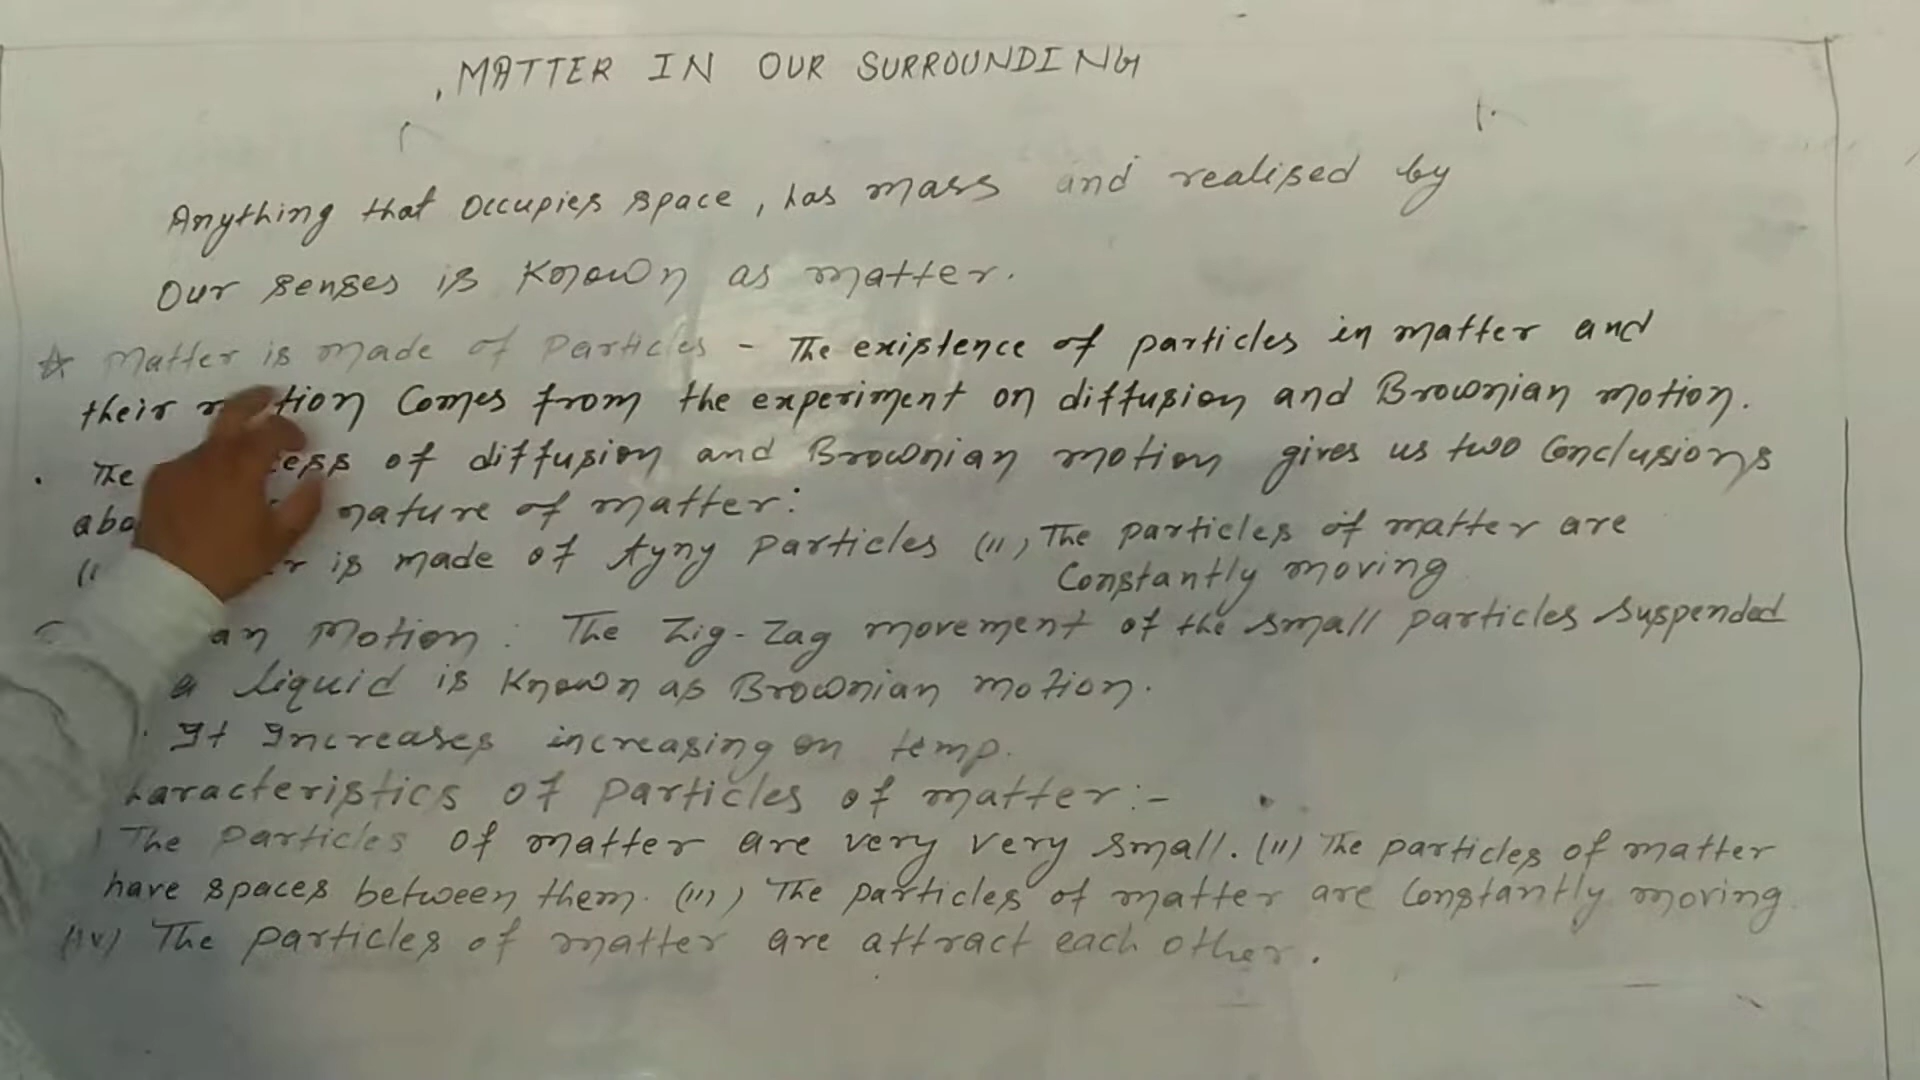 MATTER IN OUR SURROUNDING
Anything that occupies space, has mass and realised by
our senses is known as matter.
☆ Matter is made of Particles - The existence of particles in matter and
their tion comes from the experiment on diffusion and Brownian motion.
. The ess of diffusion and Brownian motion gives us two conclusions
nature of matter:
is made of tyny particles (ii) The particles of matter are
constantly moving
an Motion : The Zig-Zag movement of the small particles suspended
a liquid is known as Brownian motion.
It Increases increasing on temp.
haracteristics of particles of matter:-
The Particles of matter are very very small. (ii) The particles of matter
have spaces between them. (iii) The particles of matter are constantly moving
(iv) The particles of matter are attract each other.